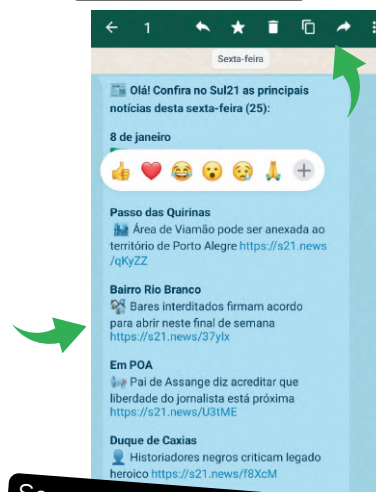 1
Sexta-feira
Olá! Confira no Sul21 as principais
notícias desta sexta-feira (25):
8 de janeiro
Passo das Quirinas
Área de Viamão pode ser anexada ao
território de Porto Alegre https://s21.news
/qKyZZ
Bairro Rio Branco
Bares interditados firmam acordo
para abrir neste final de semana
https://s21.news/37ylx
Em POA
Pai de Assange diz acreditar que
liberdade do jornalista está próxima
https://s21.news/U3tME
Duque de Caxias
Historiadores negros criticam legado
heroico https://s21.news/f8XcM